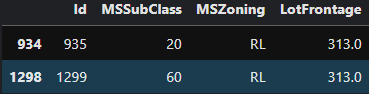 Id MSSubClass MSZoning LotFrontage
934 935 20 RL 313.0
1298 1299 60 RL 313.0